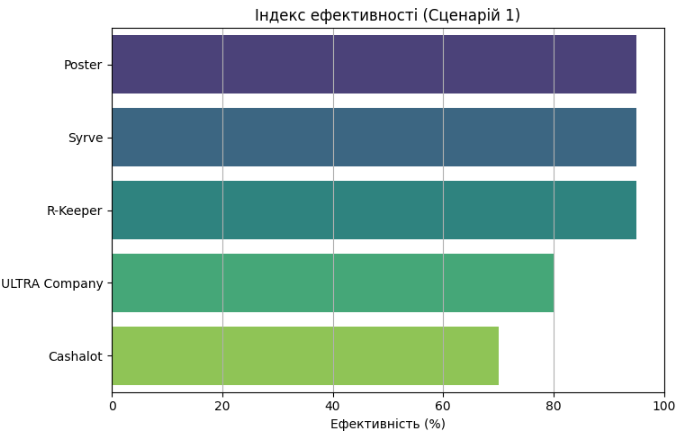 Індекс ефективності (Сценарій 1)
Poster
Syrve
R-Keeper
ULTRA Company
Cashalot
0 20 40 60 80 100
Ефективність (%)